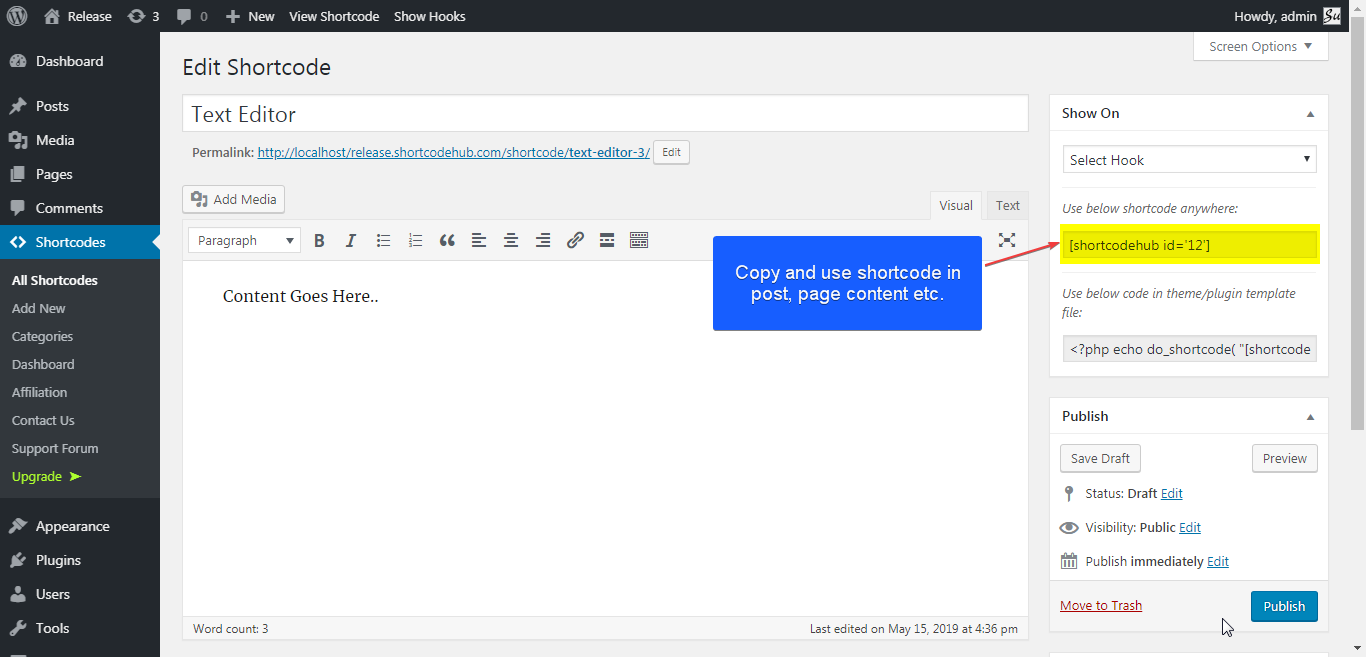 Release 3 0 New View Shortcode Show Hooks Howdy, admin Su
Screen Options
Dashboard
Posts
Media
Pages
Comments
Shortcodes
All Shortcodes
Add New
Categories
Dashboard
Affiliation
Contact Us
Support Forum
Upgrade
Appearance
Plugins
Users
Tools
Edit Shortcode
Text Editor
Permalink: http://localhost/release.shortcodehub.com/shortcode/text-editor-3/ Edit
Add Media
Visual Text
Paragraph B I
Content Goes Here..
Copy and use shortcode in
post, page content etc.
Word count: 3 Last edited on May 15, 2019 at 4:36 pm
Show On
Select Hook
Use below shortcode anywhere:
[shortcodehub id='12']
Use below code in theme/plugin template
file:
<?php echo do_shortcode( "[shortcode
Publish
Save Draft Preview
Status: Draft Edit
Visibility: Public Edit
Publish immediately Edit
Move to Trash Publish